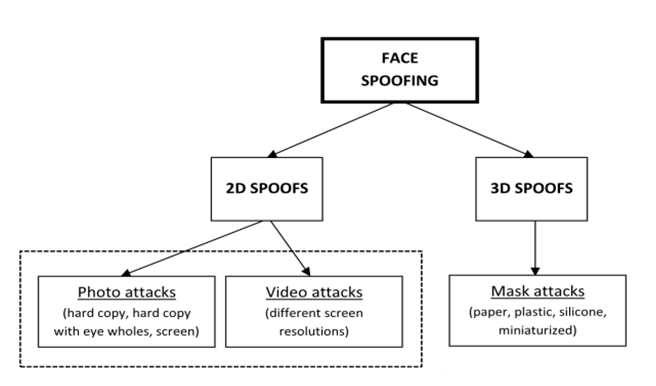 FACE
SPOOFING
2D SPOOFS
3D SPOOFS
Photo attacks
(hard copy, hard copy
with eye wholes, screen)
Video attacks
(different screen
resolutions)
Mask attacks
(paper, plastic, silicone,
miniaturized)